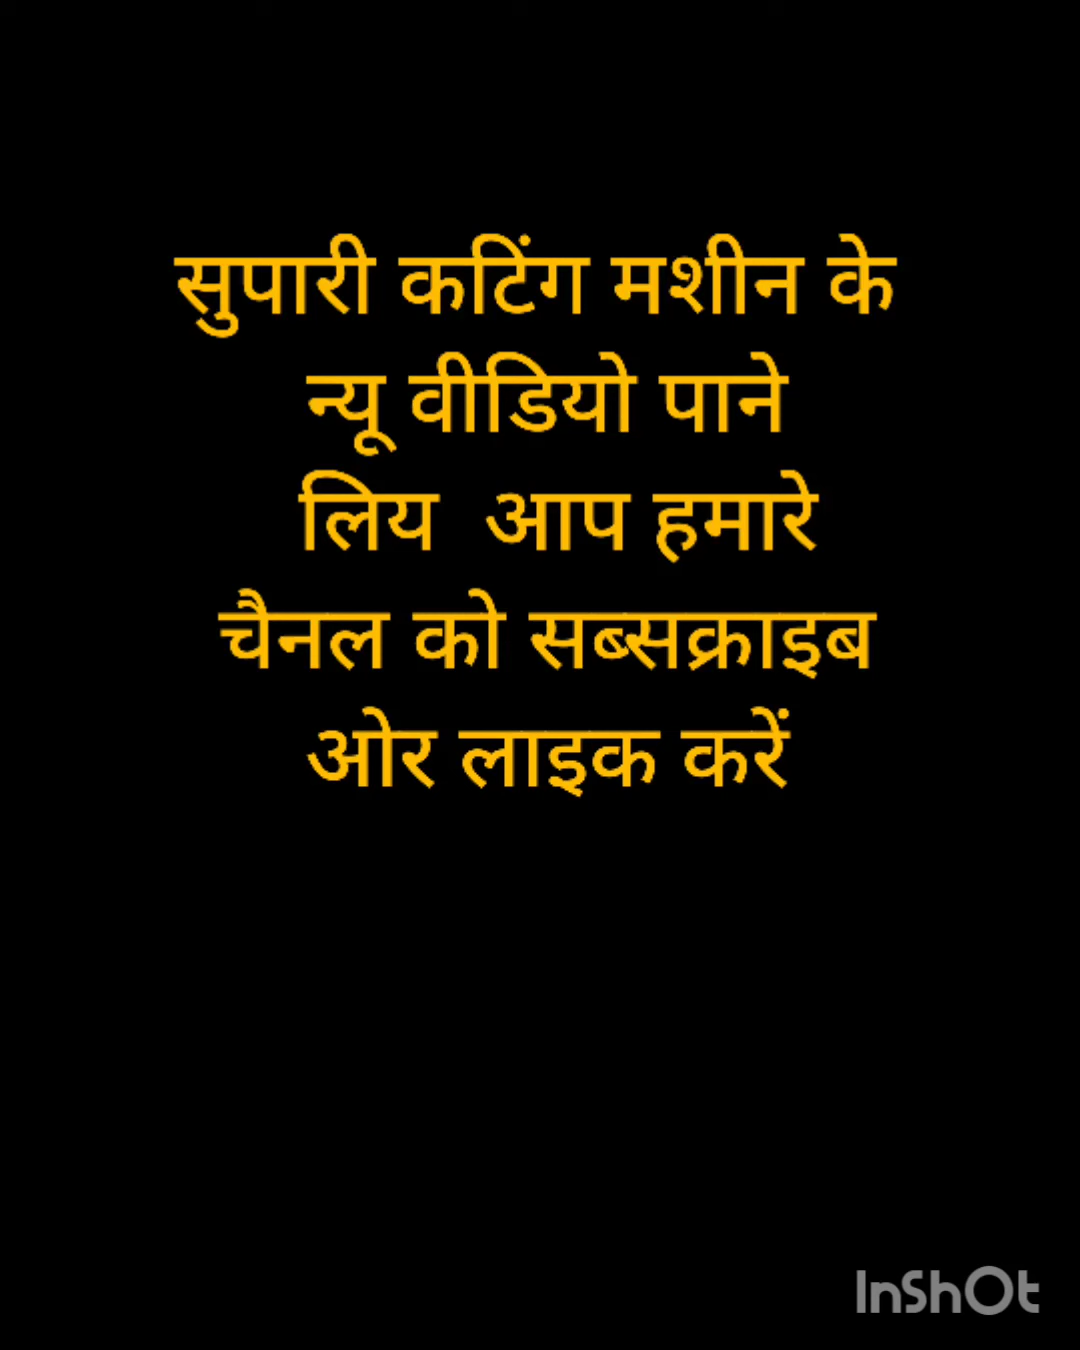 सुपारी कटिंग मशीन के
न्यू वीडियो पाने
लिय  आप हमारे
चैनल को सब्सक्राइब
ओर लाइक करें
InShOt